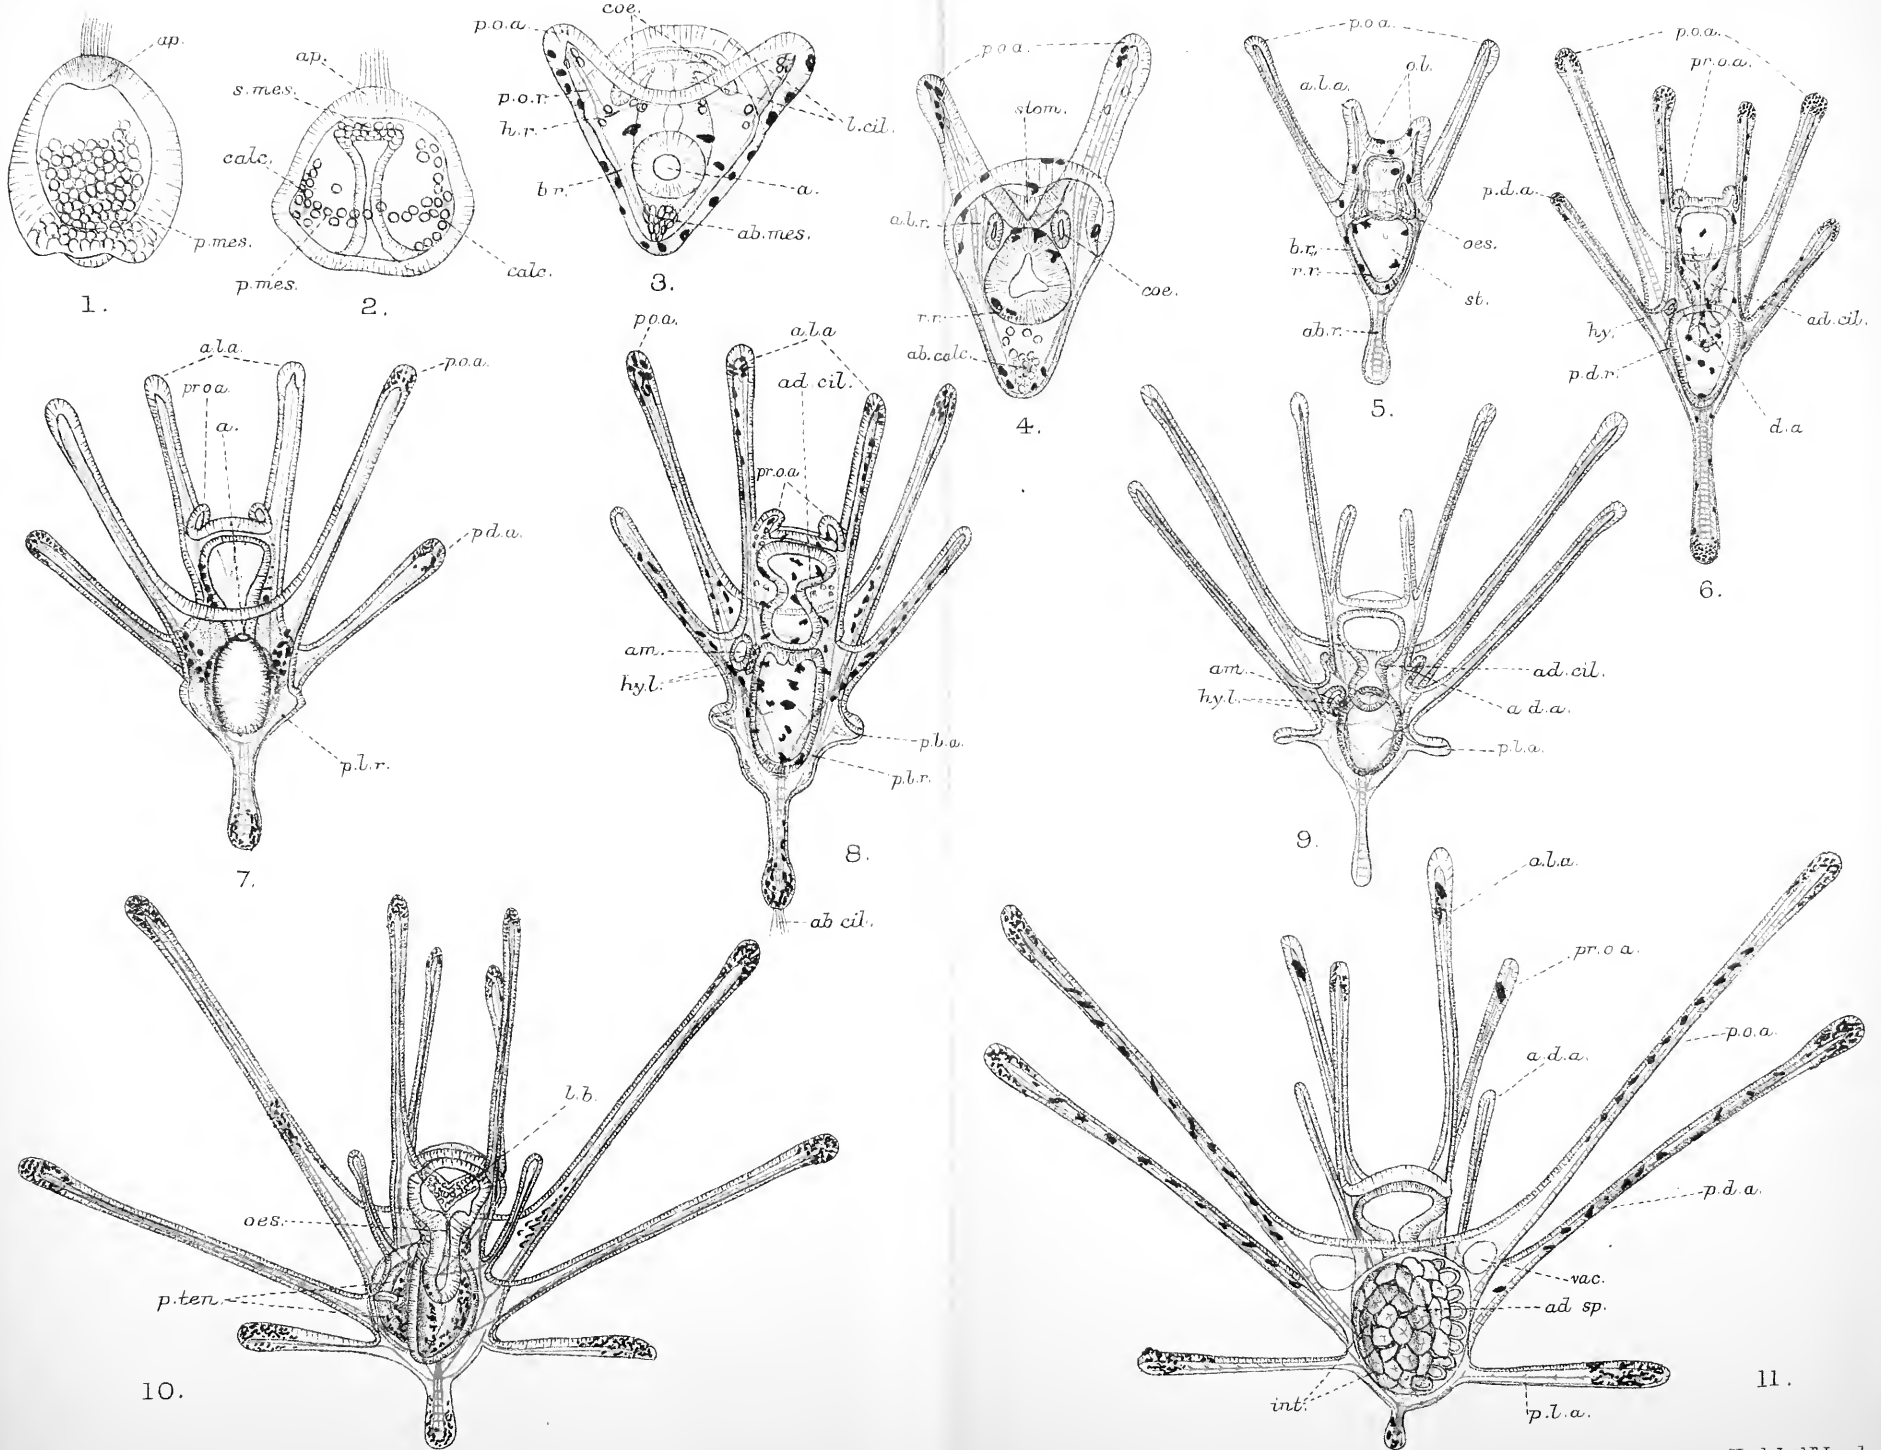 ap.
p.mes.
1.
ap.
s.mes.
calc.
p.mes.
calc.
2.
coe.
p.o.a.
p.o.r.
h.r.
b.r.
l.cil.
a.
ab.mes.
3.
p.o.a.
stom.
a.l.r.
coe.
r.r.
ab.calc.
4.
p.o.a.
o.l.
a.l.a.
b.r.
r.r.
oes.
st.
ab.r.
5.
p.o.a.
pr.o.a.
p.d.a.
hy.
p.d.r.
ad.cil.
d.a
6.
a.l.a.
pr.o.a.
a.
p.o.a.
p.d.a.
p.l.r.
7.
p.o.a.
a.l.a
ad.cil.
pr.o.a
am.
hy.l.
p.l.a.
p.l.r.
8.
ab cil.
am.
hy.l.
ad.cil.
a d.a.
p.l.a.
9.
l.b.
oes.
p.ten.
10.
a.l.a.
pr.o a.
p.o.a.
a.d.a.
p.d.a.
vac.
ad sp.
int.
p.l.a.
11.